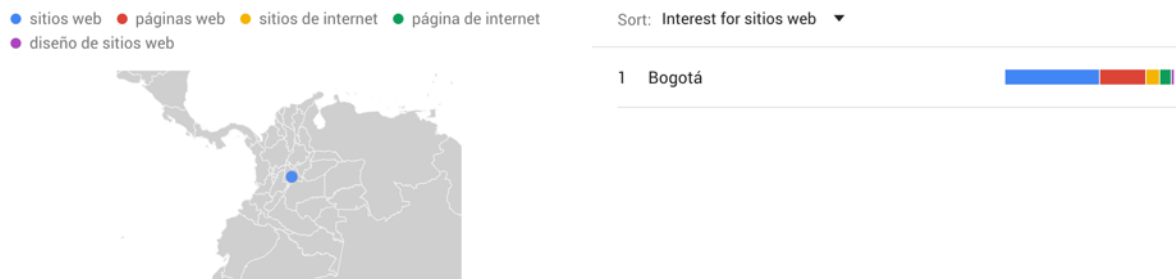 sitios web páginas web sitios de internet página de internet
diseño de sitios web
Sort: Interest for sitios web
1 Bogotá